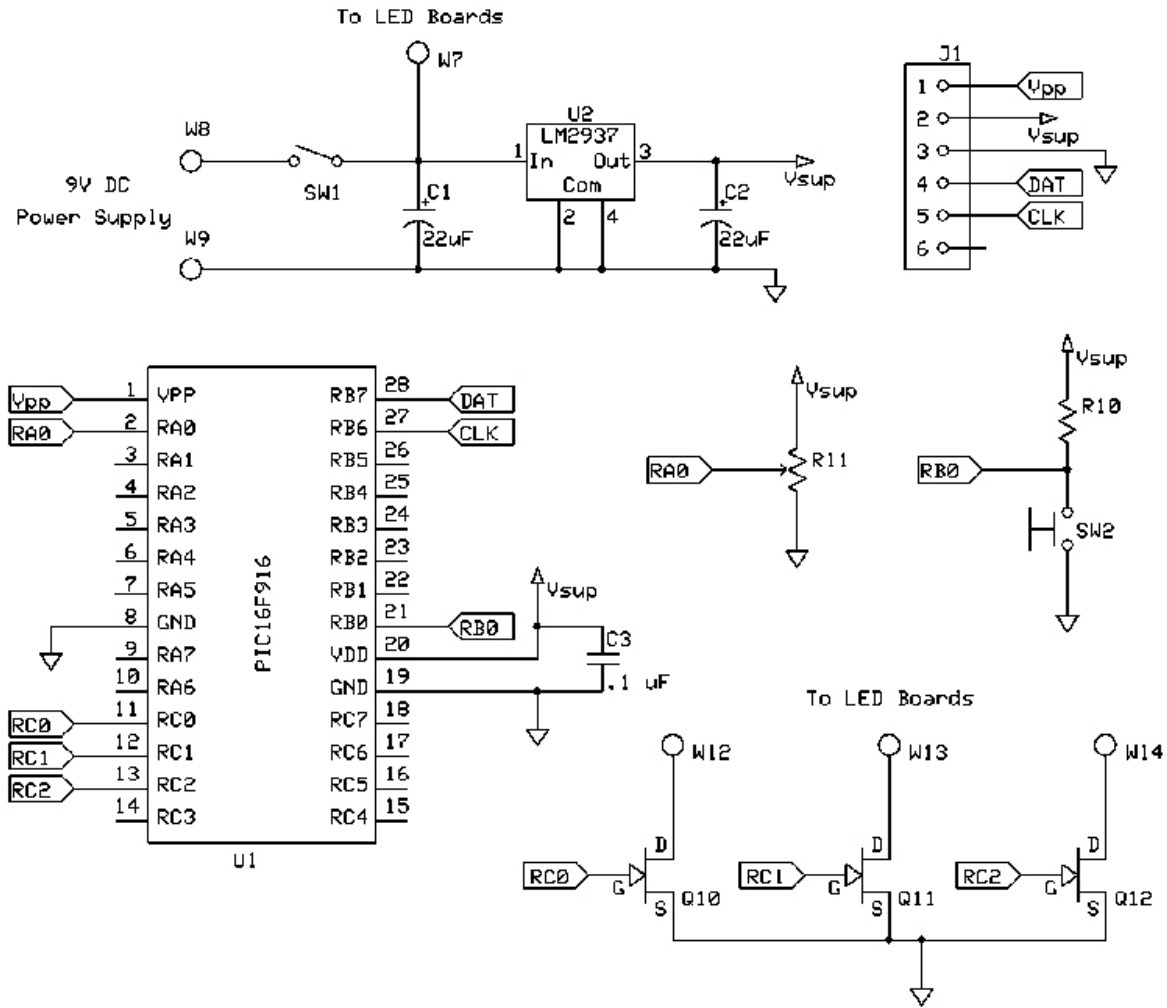 To LED Boards
W7
J1
1
Vpp
2
Vsup
3
4
DAT
5
CLK
6
W8
SW1
9V DC
Power Supply
W9
U2
LM2937
1
In
Out
3
Com
2
4
C1
22uF
C2
22uF
Vsup
Vpp
1
VPP
RB7
28
DAT
RA0
2
RA0
RB6
27
CLK
3
RA1
RB5
26
4
RA2
RB4
25
5
RA3
RB3
24
6
RA4
RB2
23
7
RA5
RB1
22
8
GND
RB0
21
RB0
9
RA7
VDD
20
10
RA6
GND
19
RC0
11
RC0
RC7
18
RC1
12
RC1
RC6
17
RC2
13
RC2
RC5
16
14
RC3
RC4
15
PIC16F916
U1
Vsup
C3
.1 uF
Vsup
RA0
R11
Vsup
R10
RB0
SW2
To LED Boards
W12
W13
W14
RC0
G
D
S
Q10
RC1
G
D
S
Q11
RC2
G
D
S
Q12